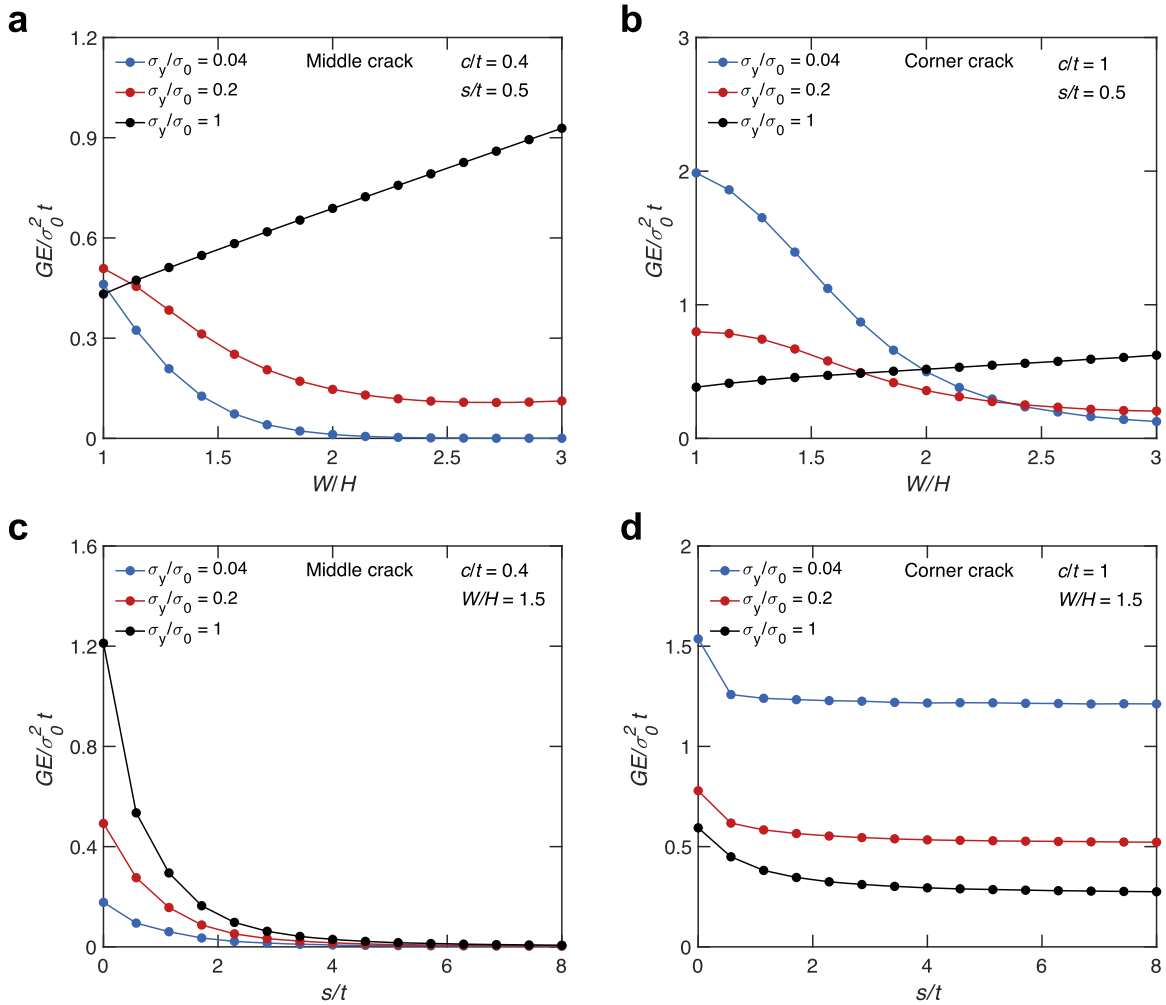 a
1.2
0.9
0.6
0.3
0
GE/σ₀² t
σy/σ0 = 0.04
σy/σ0 = 0.2
σy/σ0 = 1
Middle crack
c/t = 0.4
s/t = 0.5
1
1.5
2
2.5
3
W/H
b
3
2
1
0
GE/σ₀² t
σy/σ0 = 0.04
σy/σ0 = 0.2
σy/σ0 = 1
Corner crack
c/t = 1
s/t = 0.5
1
1.5
2
2.5
3
W/H
c
1.6
1.2
0.8
0.4
0
GE/σ₀² t
σy/σ0 = 0.04
σy/σ0 = 0.2
σy/σ0 = 1
Middle crack
c/t = 0.4
W/H = 1.5
0
2
4
6
8
s/t
d
2
1.5
1
0.5
0
GE/σ₀² t
σy/σ0 = 0.04
σy/σ0 = 0.2
σy/σ0 = 1
Corner crack
c/t = 1
W/H = 1.5
0
2
4
6
8
s/t